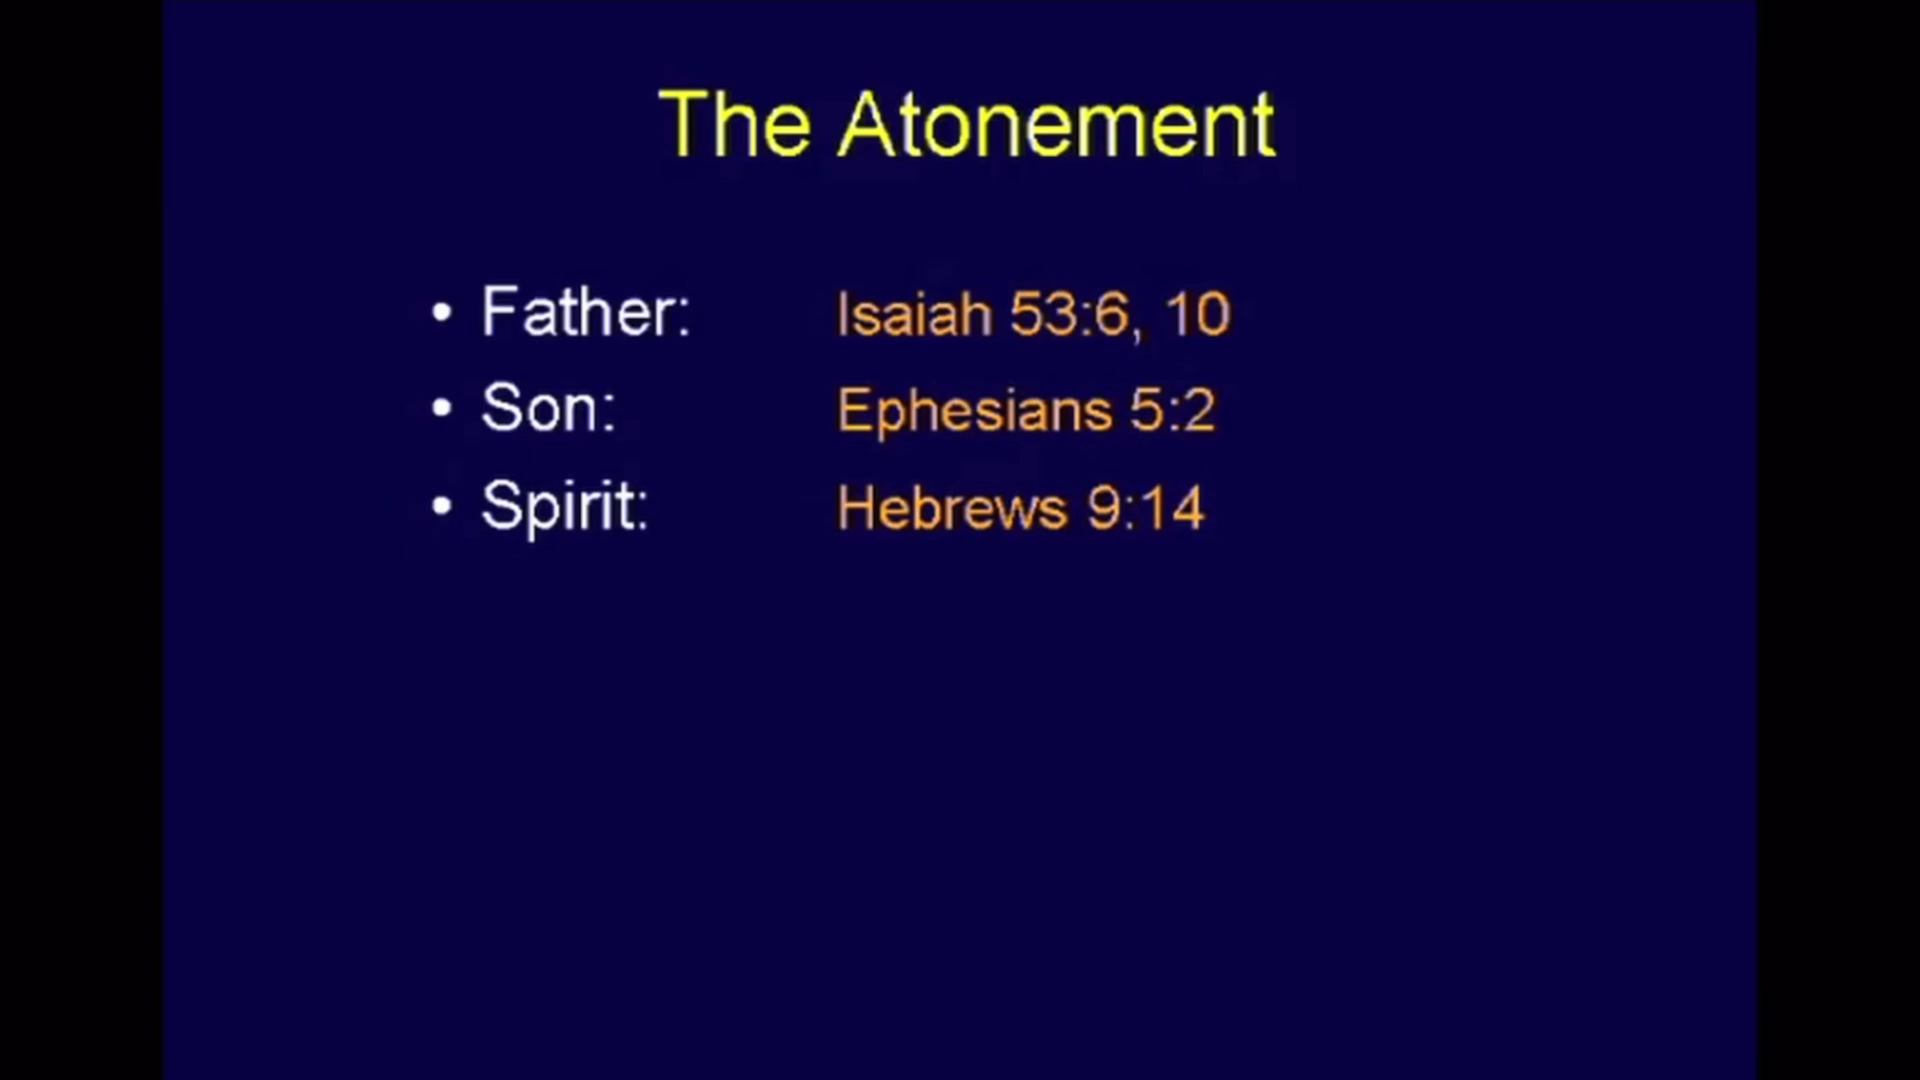 The Atonement
• Father: Isaiah 53:6, 10
• Son: Ephesians 5:2
• Spirit: Hebrews 9:14